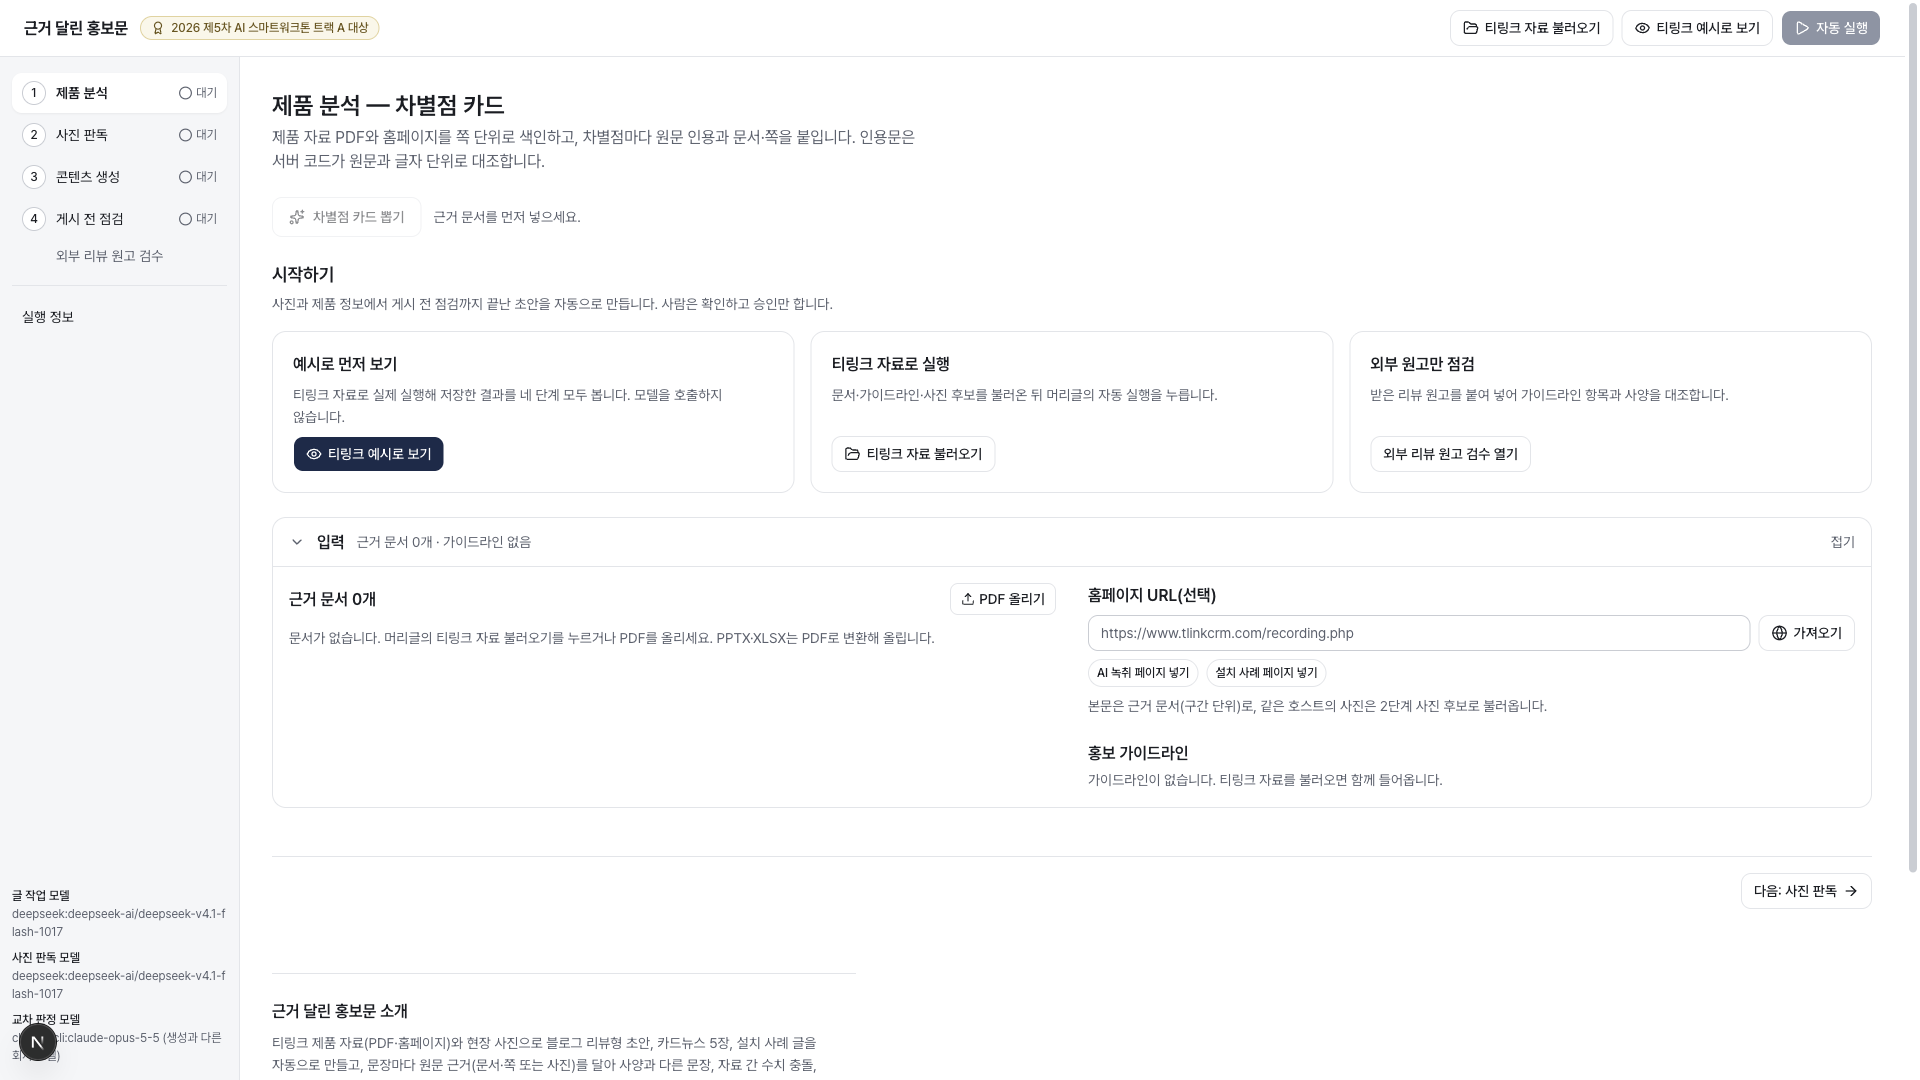 근거 달린 홍보문
2026 제5차 AI 스마트워크톤 트랙 A 대상
티링크 자료 불러오기
티링크 예시로 보기
자동 실행
1 제품 분석 대기
2 사진 판독 대기
3 콘텐츠 생성 대기
4 게시 전 점검 대기
외부 리뷰 원고 검수
실행 정보
제품 분석 — 차별점 카드
제품 자료 PDF와 홈페이지를 쪽 단위로 색인하고, 차별점마다 원문 인용과 문서·쪽을 붙입니다. 인용문은
서버 코드가 원문과 글자 단위로 대조합니다.
차별점 카드 뽑기
근거 문서를 먼저 넣으세요.
시작하기
사진과 제품 정보에서 게시 전 점검까지 끝난 초안을 자동으로 만듭니다. 사람은 확인하고 승인만 합니다.
예시로 먼저 보기
티링크 자료로 실제 실행해 저장한 결과를 네 단계 모두 봅니다. 모델을 호출하지
않습니다.
티링크 예시로 보기
티링크 자료로 실행
문서·가이드라인·사진 후보를 불러온 뒤 머리글의 자동 실행을 누릅니다.
티링크 자료 불러오기
외부 원고만 점검
받은 리뷰 원고를 붙여 넣어 가이드라인 항목과 사양을 대조합니다.
외부 리뷰 원고 검수 열기
입력 근거 문서 0개 · 가이드라인 없음
접기
근거 문서 0개
PDF 올리기
문서가 없습니다. 머리글의 티링크 자료 불러오기를 누르거나 PDF를 올리세요. PPTX·XLSX는 PDF로 변환해 올립니다.
홈페이지 URL(선택)
https://www.tlinkcrm.com/recording.php
가져오기
AI 녹취 페이지 넣기
설치 사례 페이지 넣기
본문은 근거 문서(구간 단위)로, 같은 호스트의 사진은 2단계 사진 후보로 불러옵니다.
홍보 가이드라인
가이드라인이 없습니다. 티링크 자료를 불러오면 함께 들어옵니다.
다음: 사진 판독
글 작업 모델
deepseek:deepseek-ai/deepseek-v4.1-f
lash-1017
사진 판독 모델
deepseek:deepseek-ai/deepseek-v4.1-f
lash-1017
교차 판정 모델
cli:claude-opus-5-5 (생성과 다른
N
근거 달린 홍보문 소개
티링크 제품 자료(PDF·홈페이지)와 현장 사진으로 블로그 리뷰형 초안, 카드뉴스 5장, 설치 사례 글을
자동으로 만들고, 문장마다 원문 근거(문서·쪽 또는 사진)를 달아 사양과 다른 문장, 자료 간 수치 충돌,